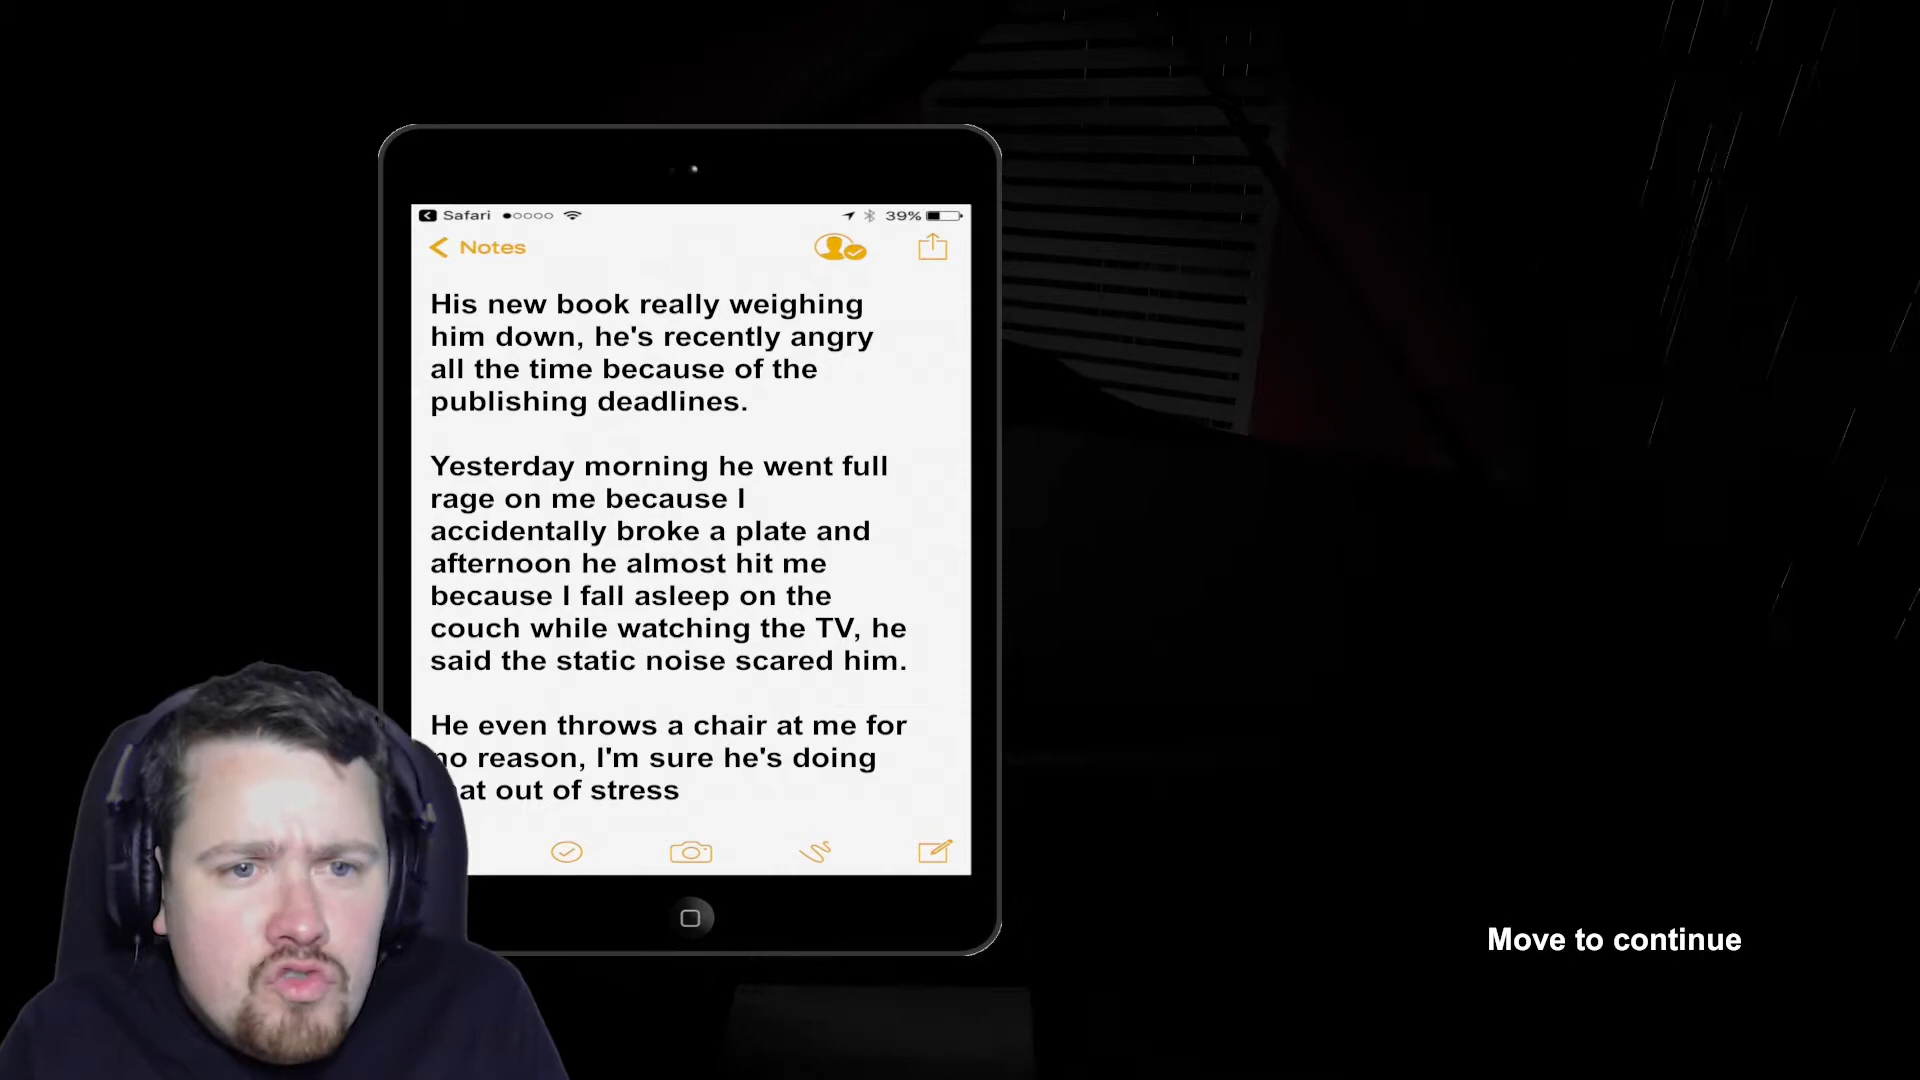 Safari
39%
Notes
His new book really weighing
him down, he's recently angry
all the time because of the
publishing deadlines.
Yesterday morning he went full
rage on me because I
accidentally broke a plate and
afternoon he almost hit me
because I fall asleep on the
couch while watching the TV, he
said the static noise scared him.
He even throws a chair at me for
no reason, I'm sure he's doing
at out of stress
Move to continue